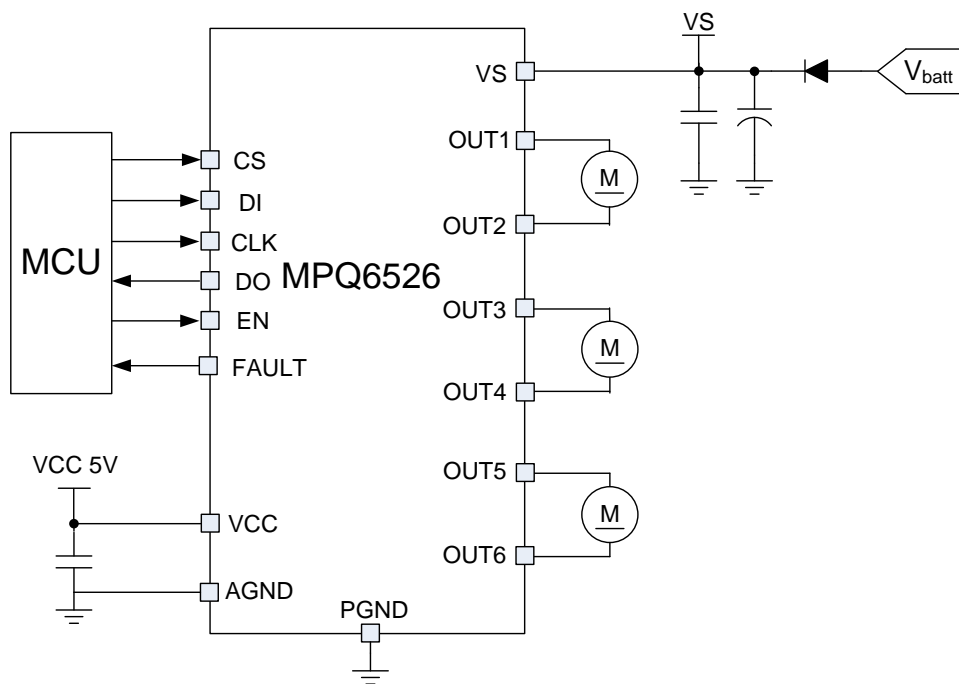 VS
VS
V_batt
OUT1
M
OUT2
CS
DI
CLK
DO
EN
FAULT
MCU
MPQ6526
OUT3
M
OUT4
VCC 5V
OUT5
M
OUT6
VCC
AGND
PGND